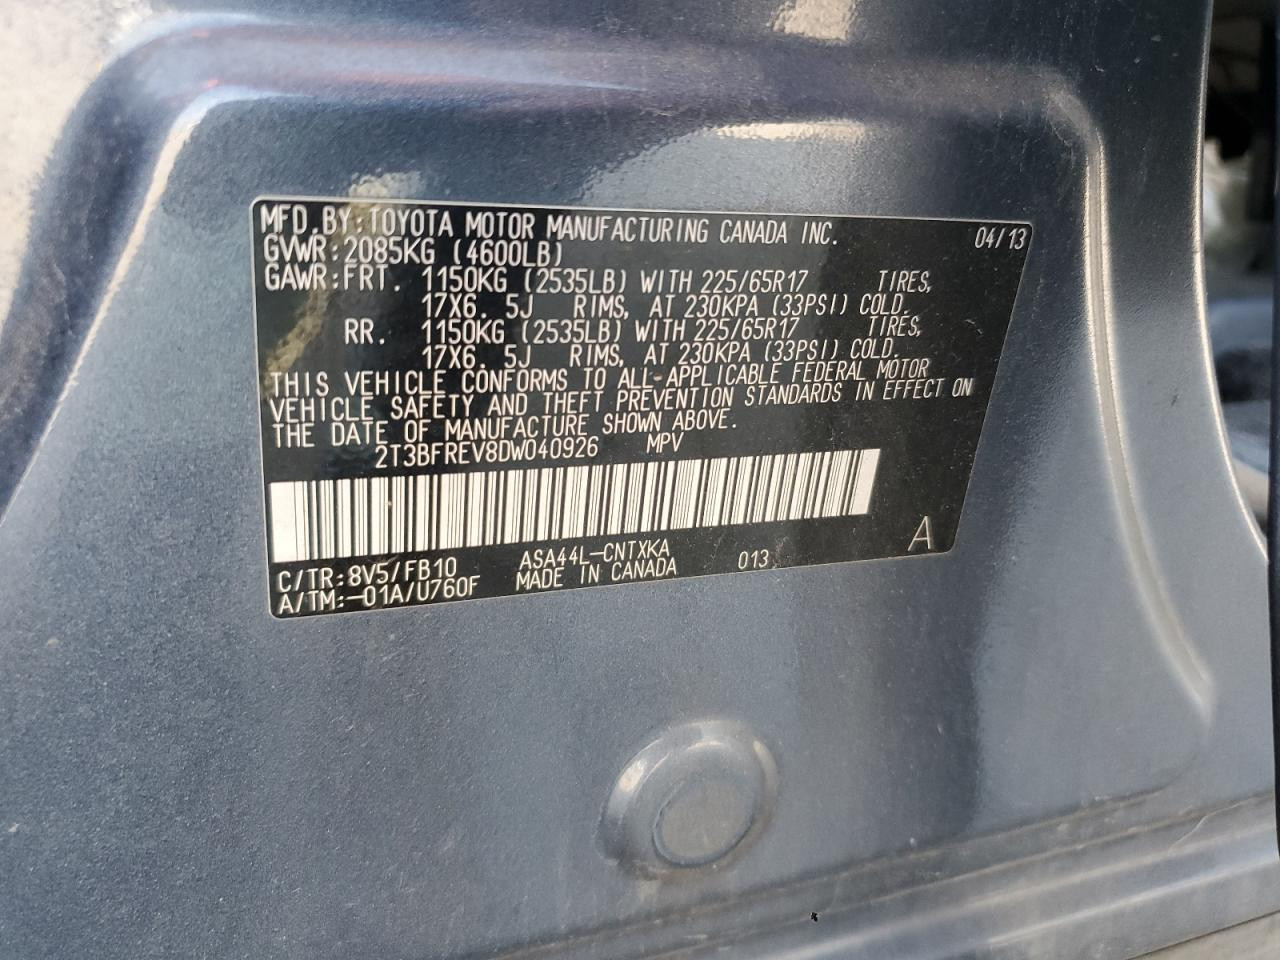 MFD.BY:TOYOTA MOTOR MANUFACTURING CANADA INC. 04/13
GVWR:2085KG (4600LB)
GAWR:FRT. 1150KG (2535LB) WITH 225/65R17 TIRES,
17X6.5J RIMS, AT 230KPA (33PSI) COLD.
RR. 1150KG (2535LB) WITH 225/65R17 TIRES,
17X6.5J RIMS, AT 230KPA (33PSI) COLD.
THIS VEHICLE CONFORMS TO ALL-APPLICABLE FEDERAL MOTOR
VEHICLE SAFETY AND THEFT PREVENTION STANDARDS IN EFFECT ON
THE DATE OF MANUFACTURE SHOWN ABOVE.
2T3BFREV8DW040926 MPV
C/TR:8V5/FB10 ASA44L-CNTXKA 013 A
A/TM:-01A/U760F MADE IN CANADA